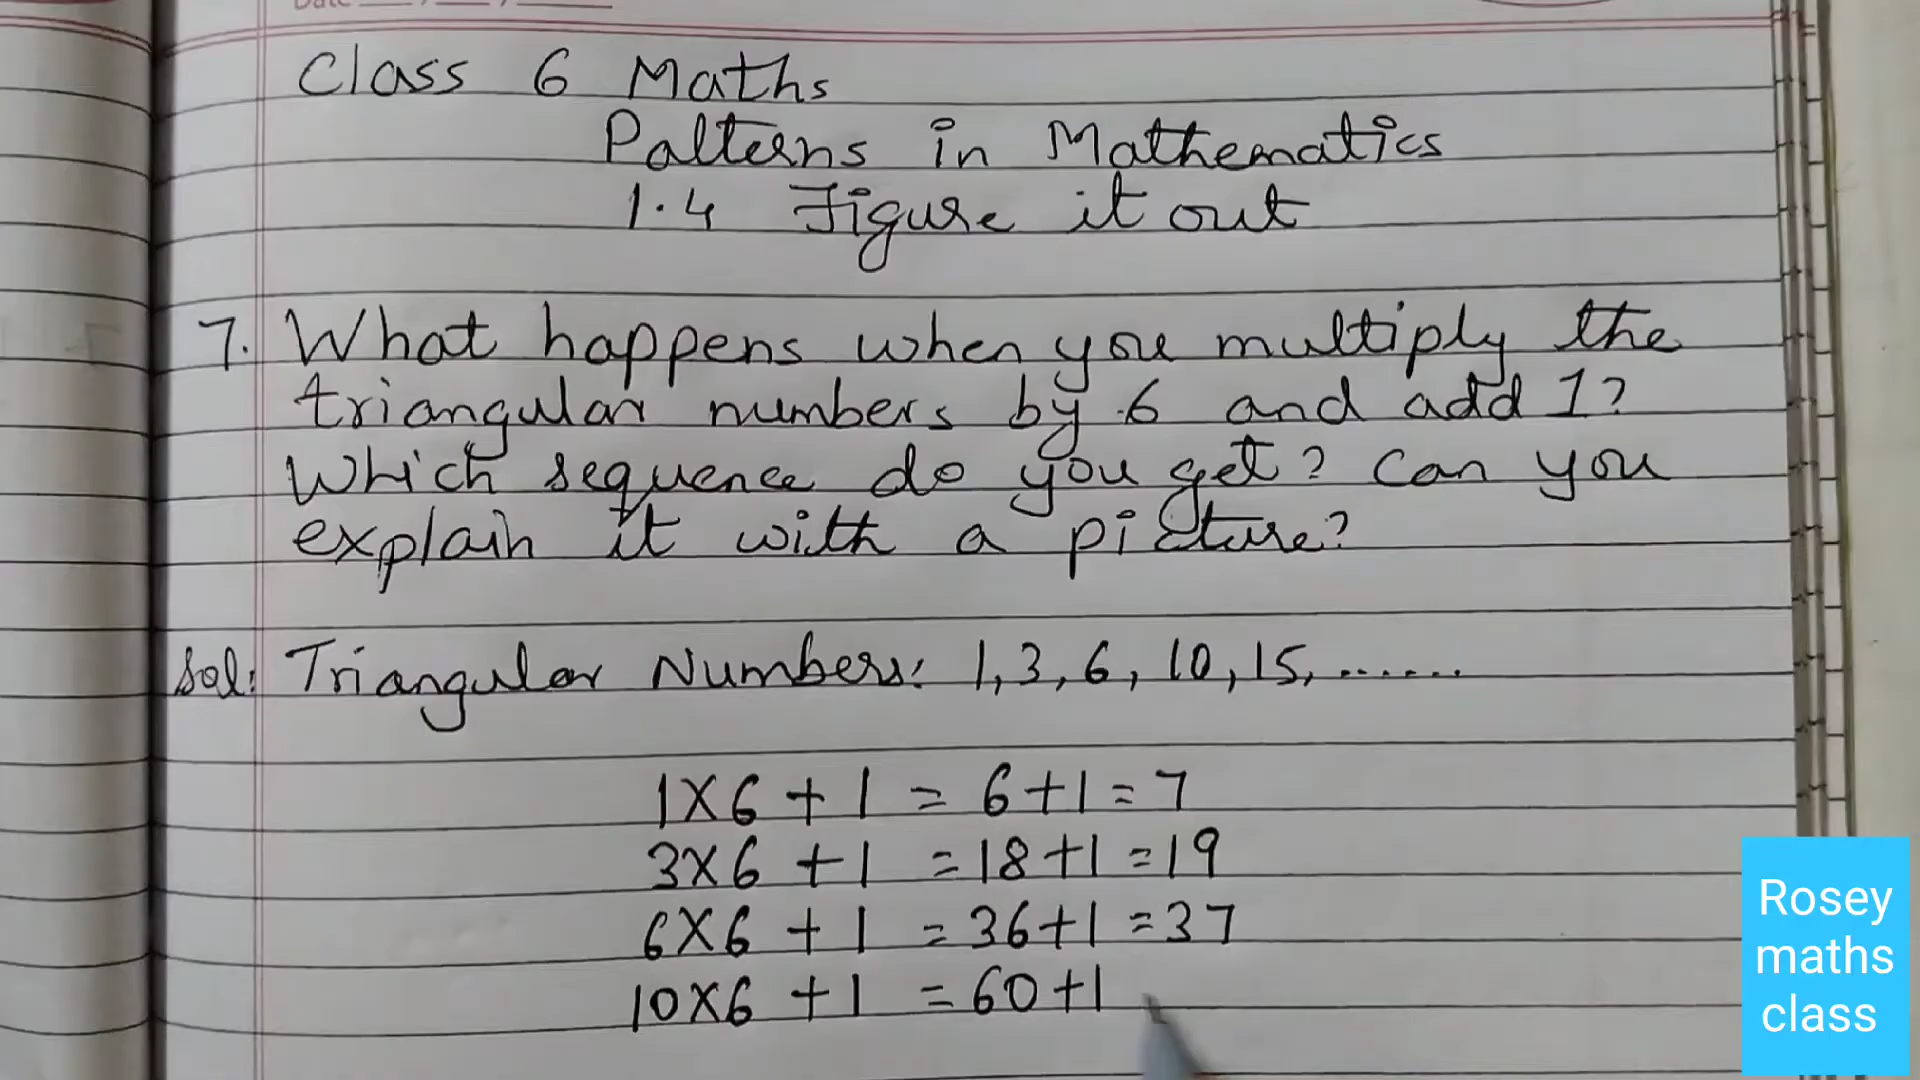 Date
Class 6 Maths
Patterns in Mathematics
1.4 Figure it out
7. What happens when you multiply the
triangular numbers by 6 and add 1?
Which sequence do you get? Can you
explain it with a picture?
Sol: Triangular Numbers: 1, 3, 6, 10, 15, ......
1×6 + 1 = 6+1 = 7
3×6 + 1 = 18+1 = 19
6×6 + 1 = 36+1 = 37
10×6 + 1 = 60+1
Rosey
maths
class